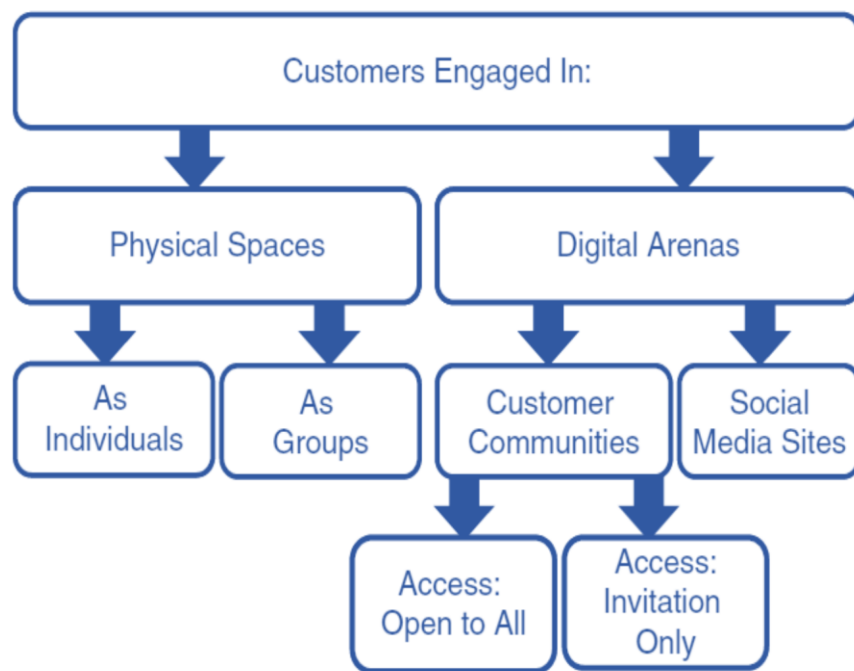 Customers Engaged In:
Physical Spaces
Digital Arenas
As
Individuals
As
Groups
Customer
Communities
Social
Media Sites
Access:
Open to All
Access:
Invitation
Only